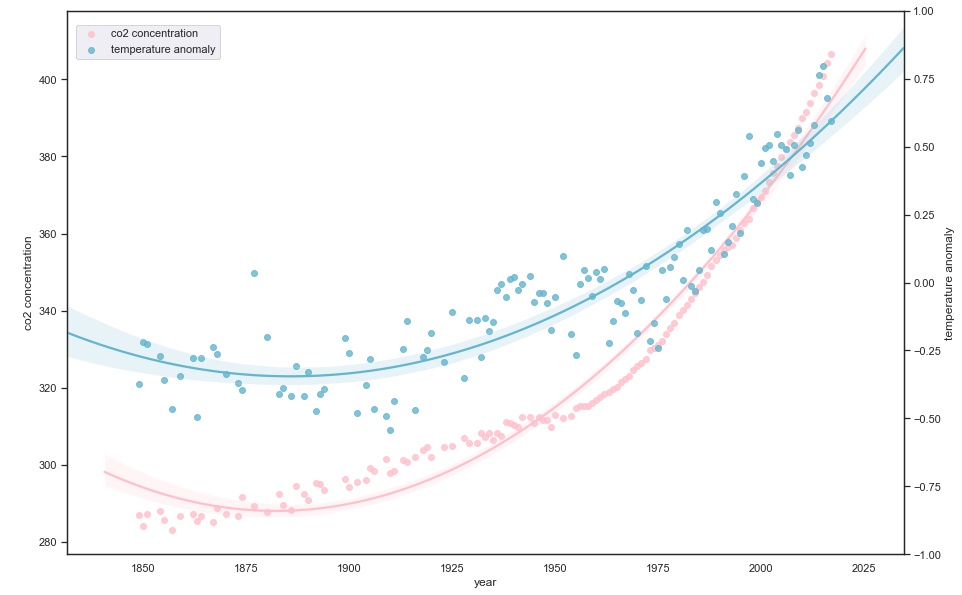 co2 concentration
temperature anomaly
400
380
360
340
320
300
280
co2 concentration
1.00
0.75
0.50
0.25
0.00
−0.25
−0.50
−0.75
−1.00
temperature anomaly
1850 1875 1900 1925 1950 1975 2000 2025
year